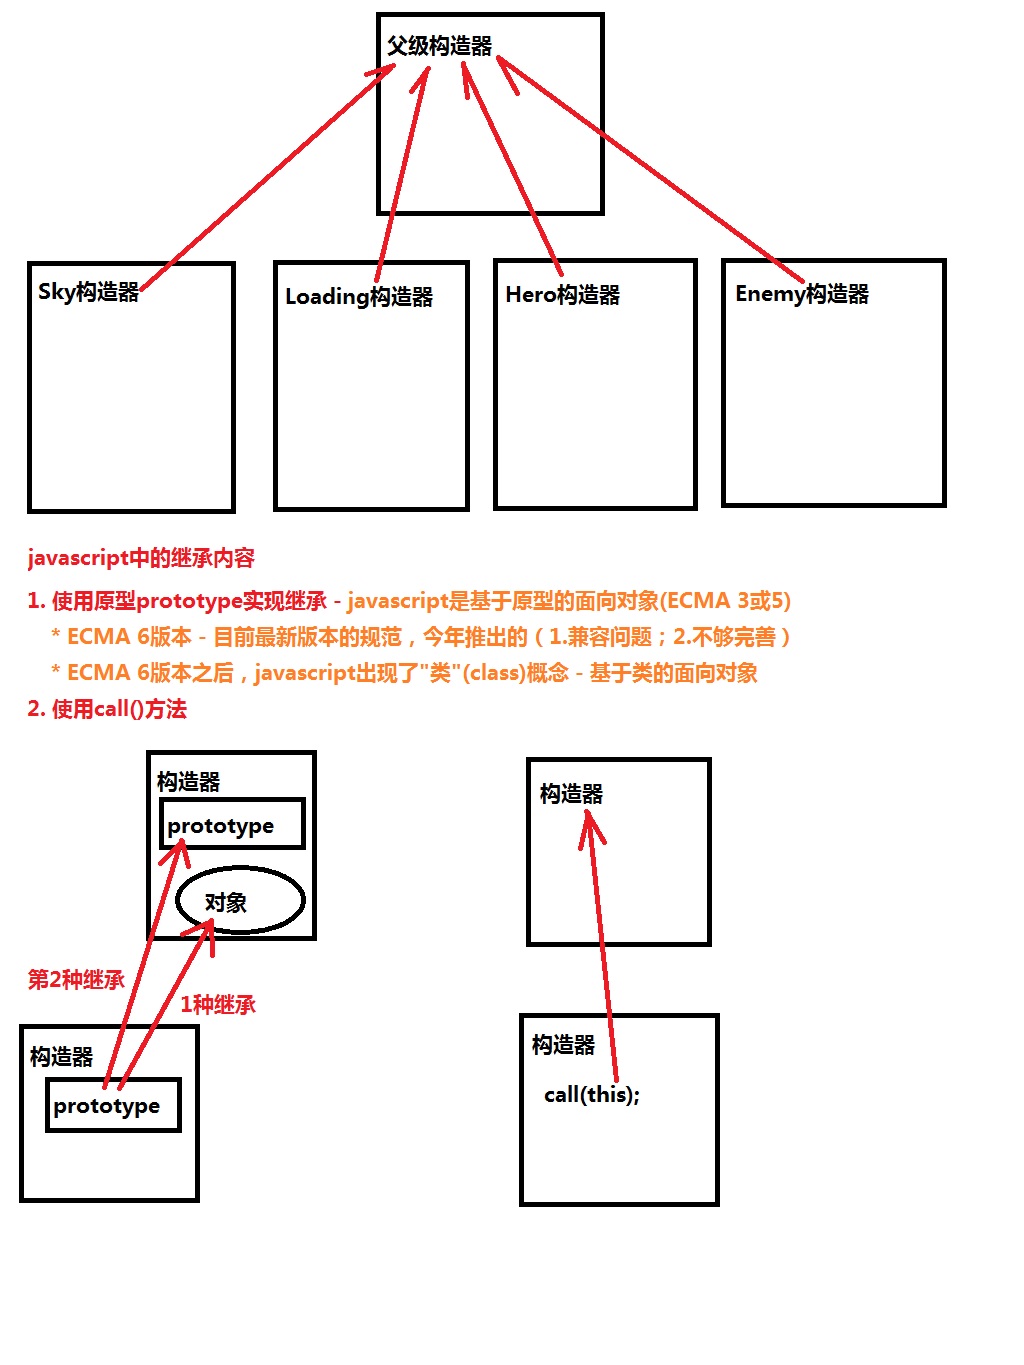 父级构造器
Sky构造器
Loading构造器
Hero构造器
Enemy构造器
javascript中的继承内容
1. 使用原型prototype实现继承 - javascript是基于原型的面向对象(ECMA 3或5)
* ECMA 6版本 - 目前最新版本的规范，今年推出的（1.兼容问题；2.不够完善）
* ECMA 6版本之后，javascript出现了"类"(class)概念 - 基于类的面向对象
2. 使用call()方法
构造器
prototype
对象
第2种继承
1种继承
构造器
prototype
构造器
构造器
call(this);